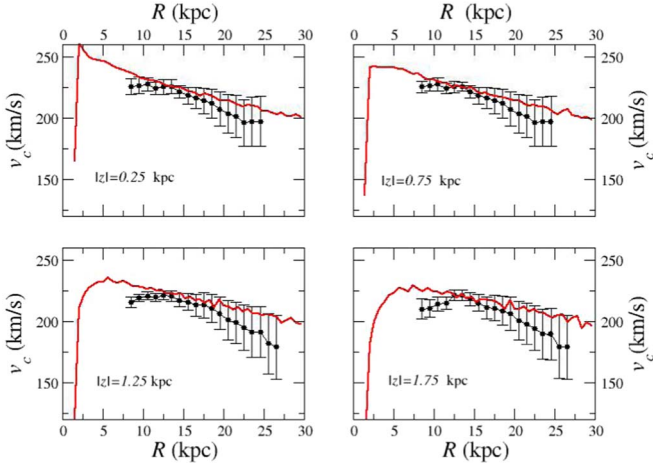 R (kpc) R (kpc)
0 5 10 15 20 25 30 0 5 10 15 20 25 30
250 250
200 200
150 150
v_c (km/s) v_c (km/s)
|z|=0.25 kpc |z|=0.75 kpc
250 250
200 200
150 150
v_c (km/s) v_c (km/s)
|z|=1.25 kpc |z|=1.75 kpc
0 5 10 15 20 25 30 0 5 10 15 20 25 30
R (kpc) R (kpc)